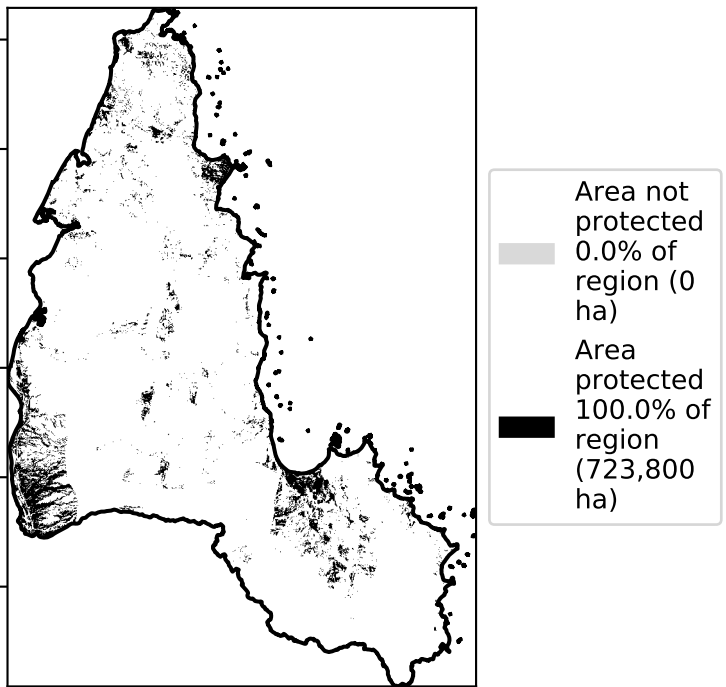 Area not
protected
0.0% of
region (0
ha)
Area
protected
100.0% of
region
(723,800
ha)